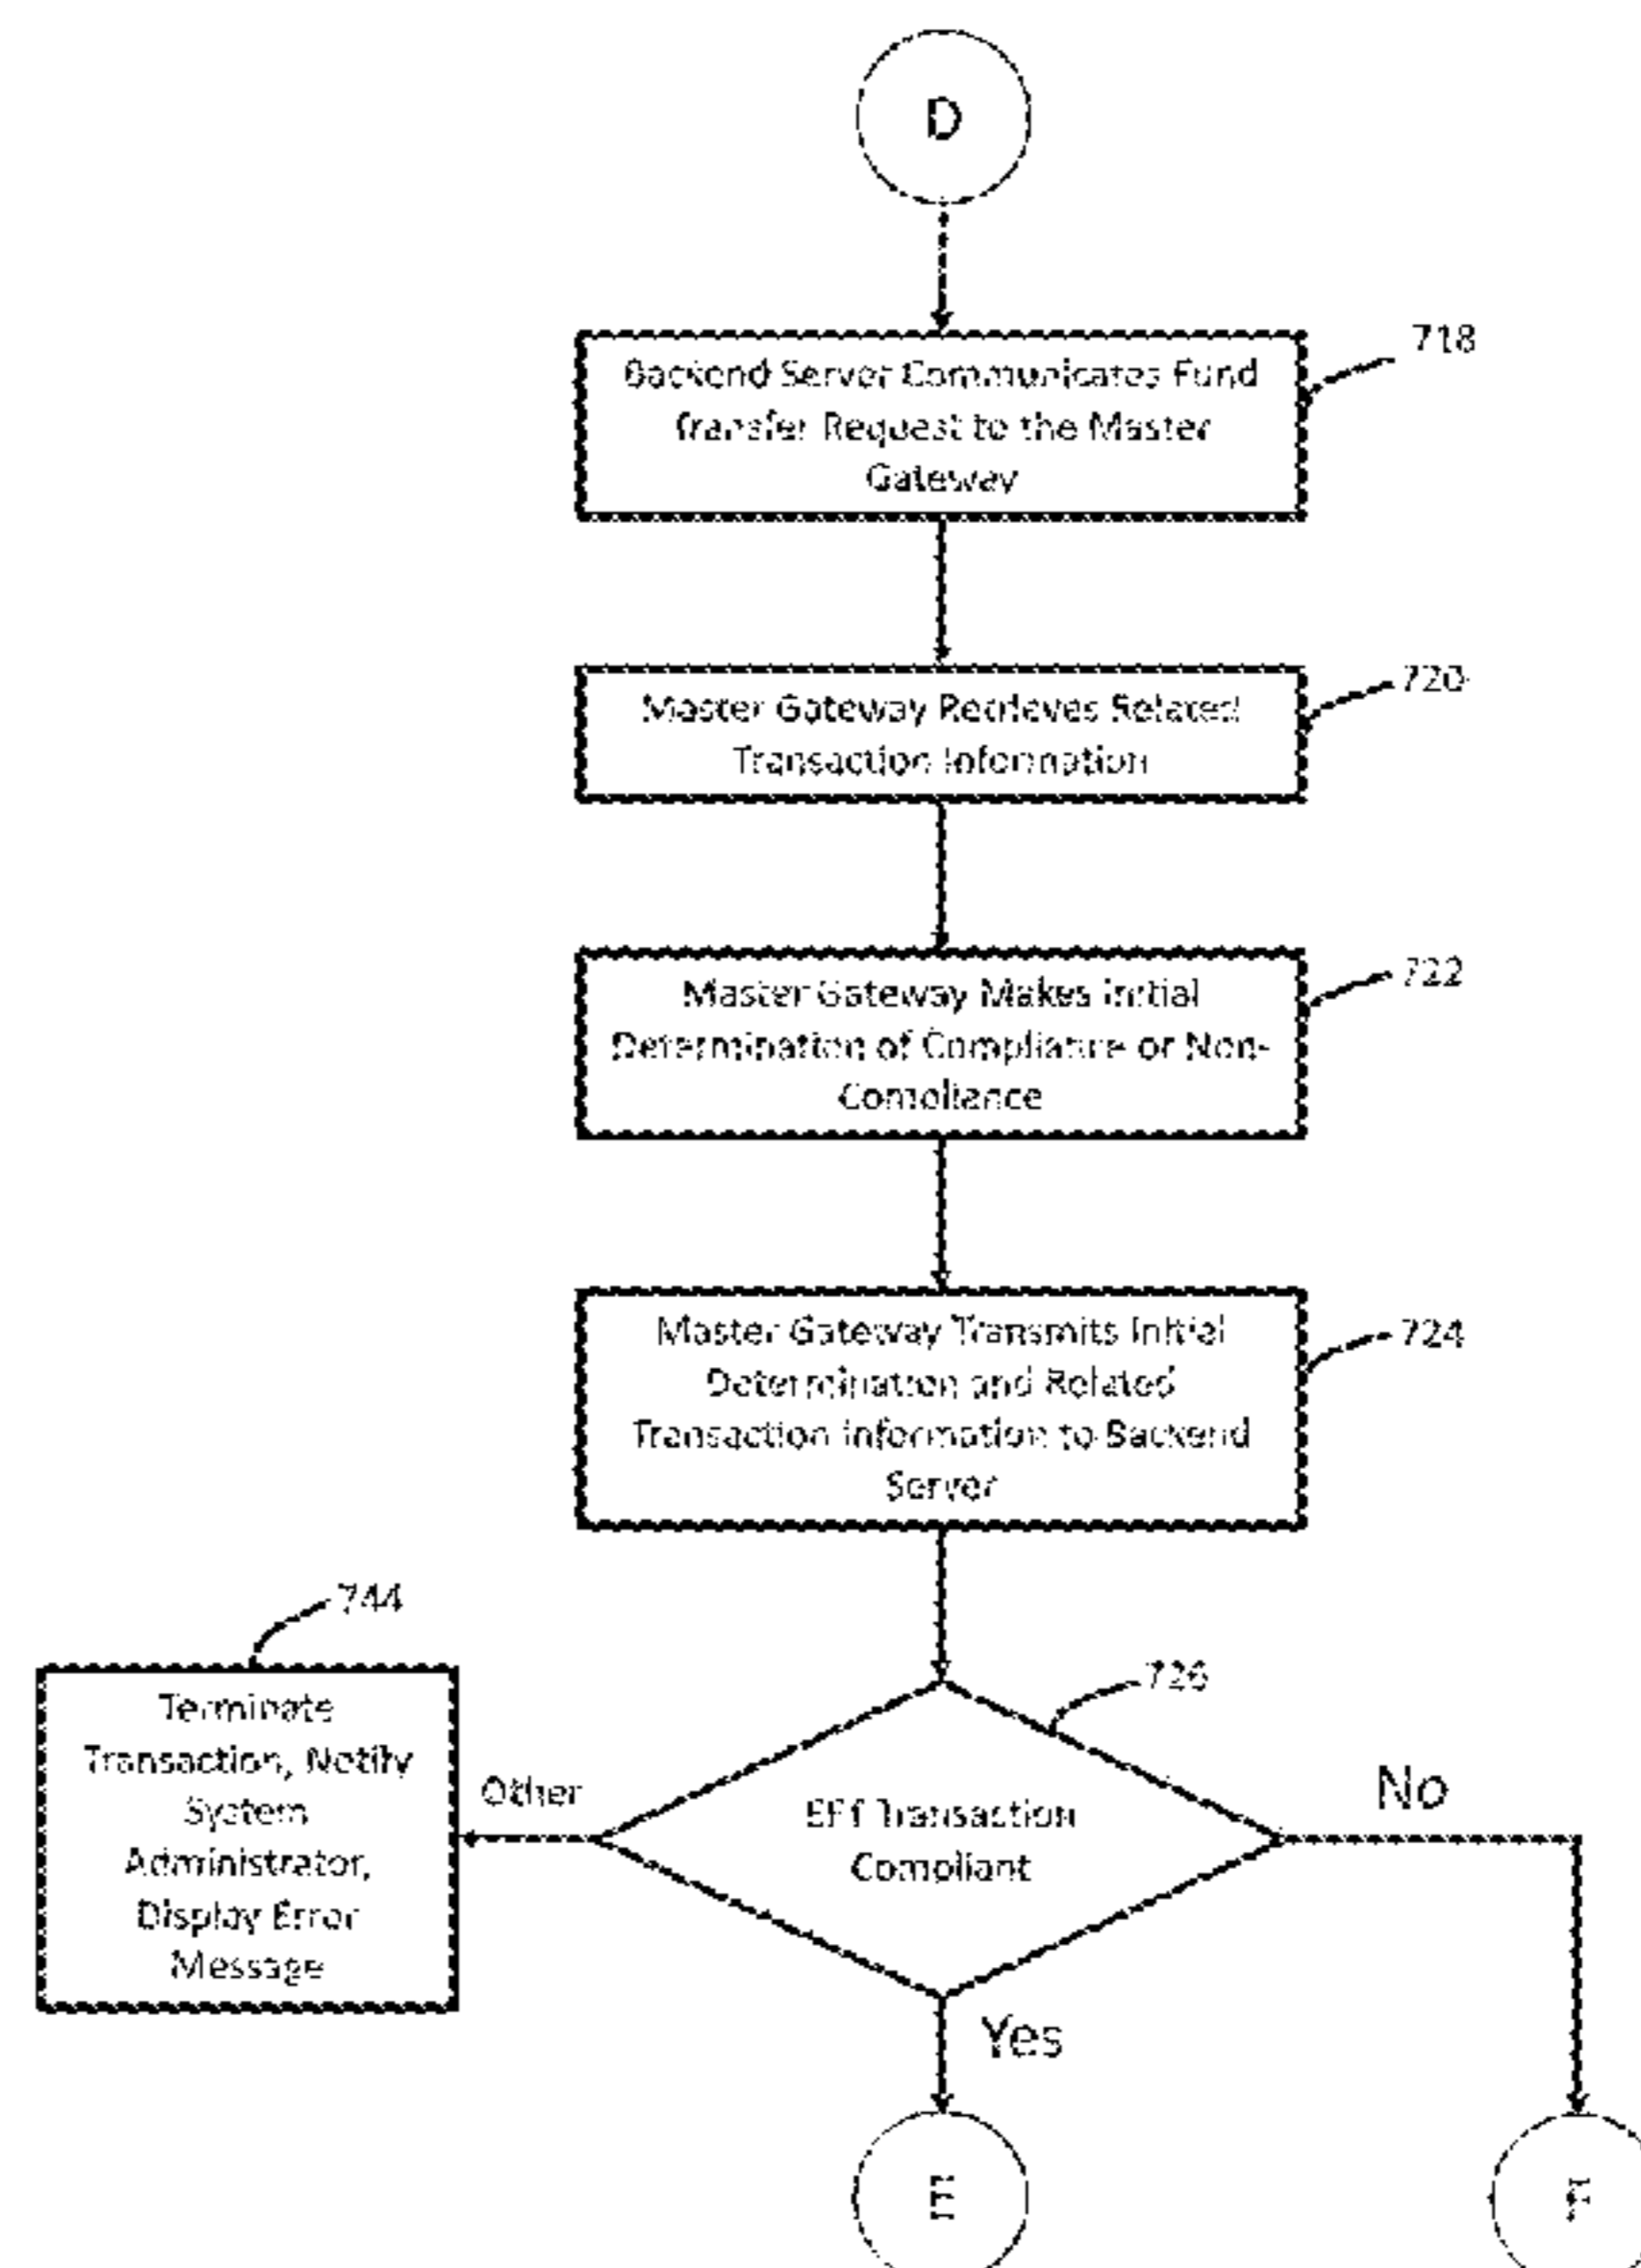 D
718
Backend Server Communicates Fund
Transfer Request to the Master
Gateway
720
Master Gateway Retrieves Related
Transaction Information
722
Master Gateway Makes Initial
Determination of Compliance or Non-
Compliance
724
Master Gateway Transmits Initial
Determination and Related
Transaction Information to Backend
Server
744
726
Terminate
Transaction, Notify
System
Administrator,
Display Error
Message
Other
EFT Transaction
Compliant
No
Yes
E
F